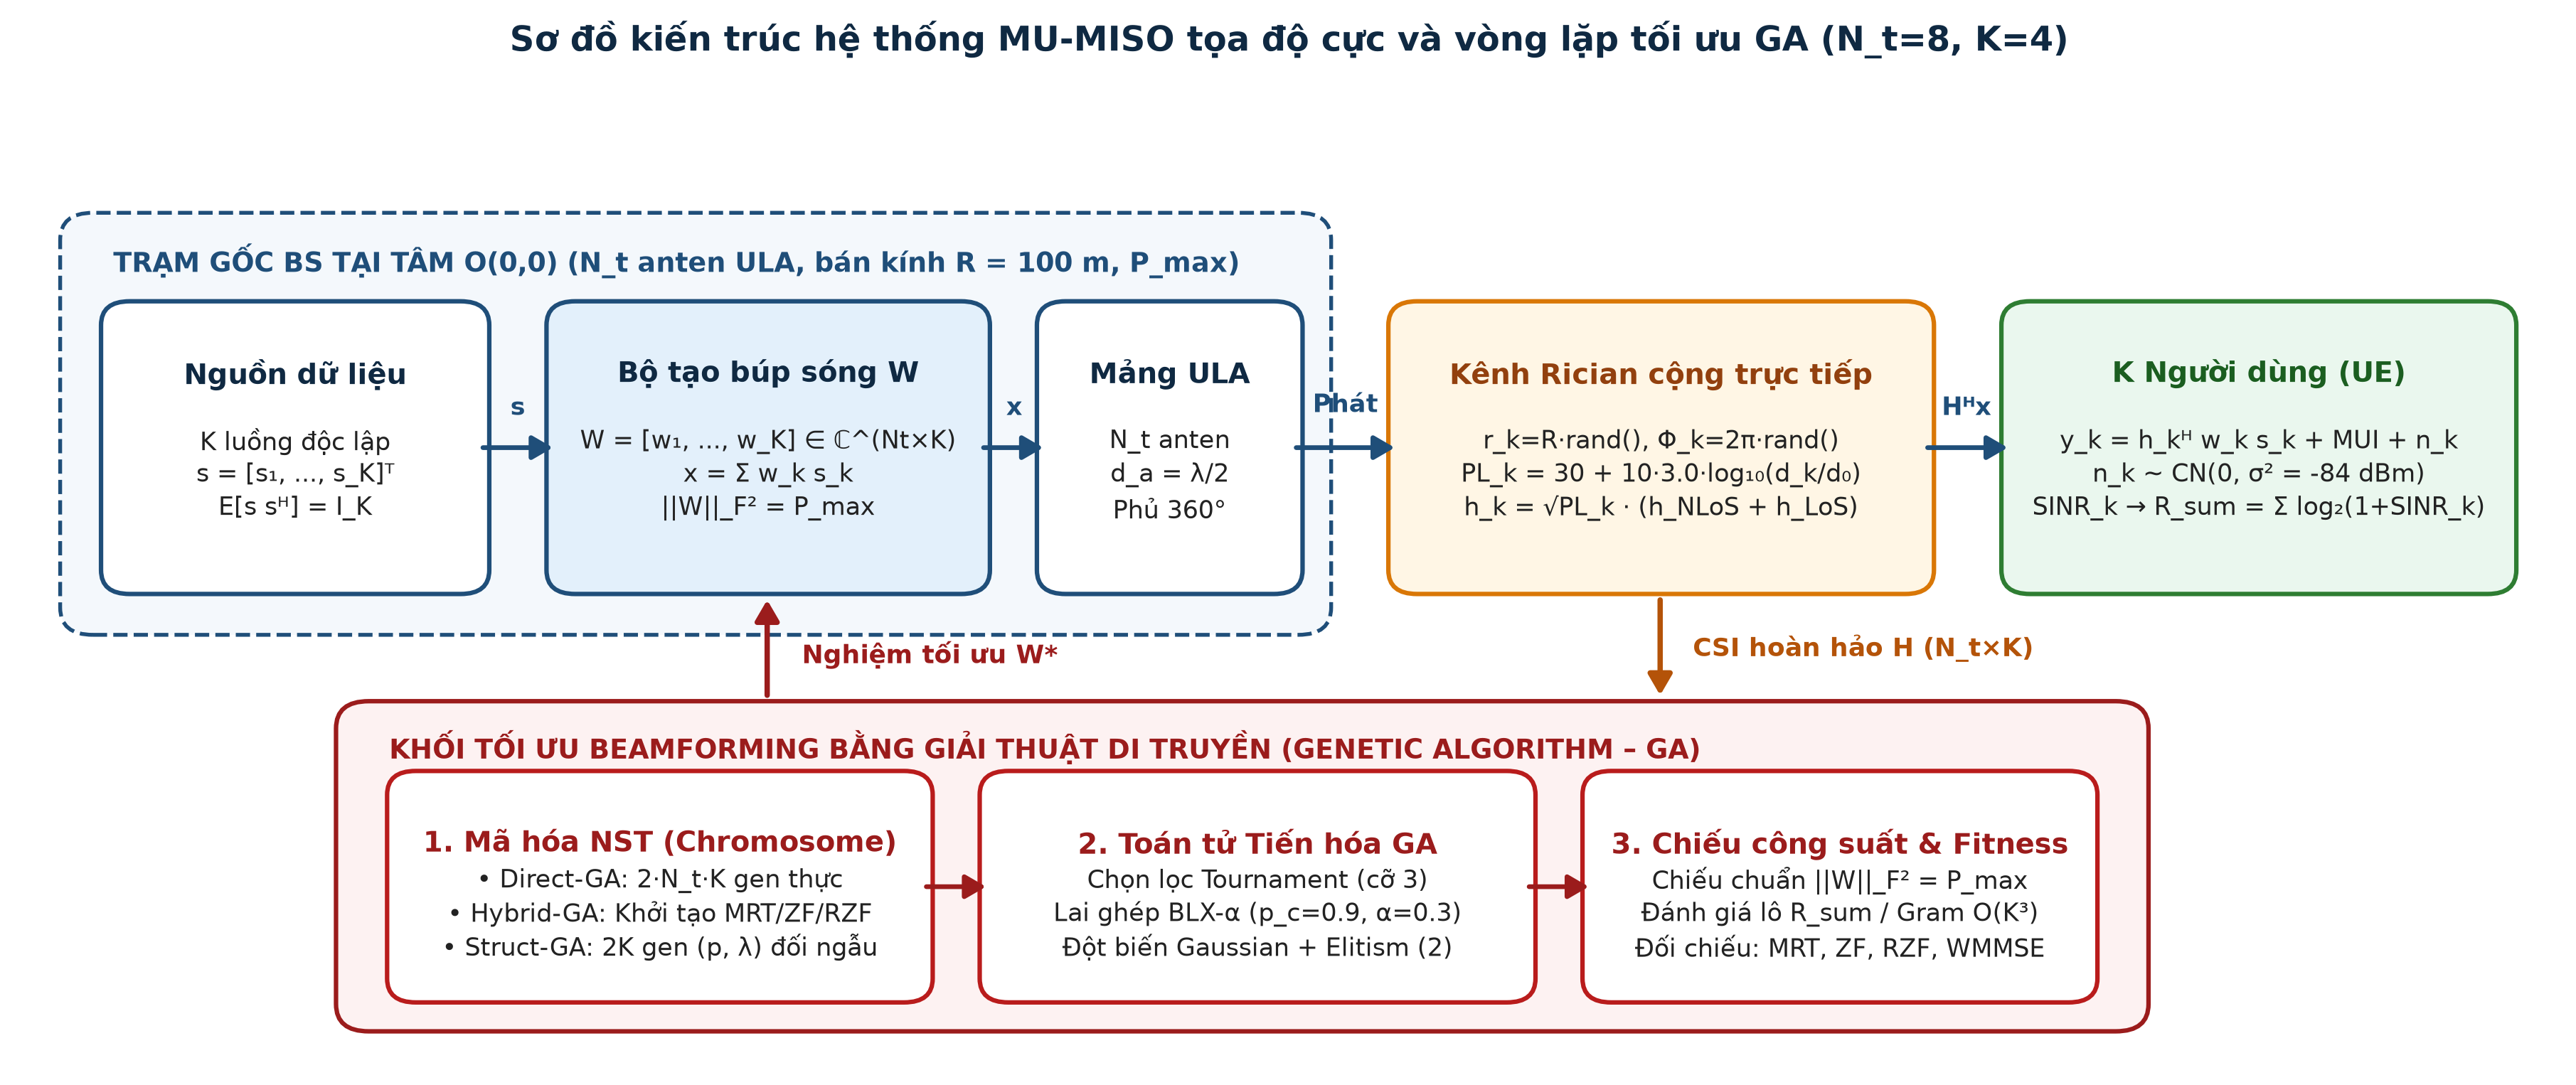 Sơ đồ kiến trúc hệ thống MU-MISO tọa độ cực và vòng lặp tối ưu GA (N_t=8, K=4)
TRẠM GỐC BS TẠI TÂM O(0,0) (N_t anten ULA, bán kính R = 100 m, P_max)
Nguồn dữ liệu
K luồng độc lập
s = [s₁, ..., s_K]ᵀ
E[s sᴴ] = I_K
s
Bộ tạo búp sóng W
W = [w₁, ..., w_K] ∈ ℂ^(Nt×K)
x = Σ w_k s_k
||W||_F² = P_max
x
Mảng ULA
N_t anten
d_a = λ/2
Phủ 360°
Phát
Kênh Rician cộng trực tiếp
r_k=R·rand(), Φ_k=2π·rand()
PL_k = 30 + 10·3.0·log₁₀(d_k/d₀)
h_k = √PL_k · (h_NLoS + h_LoS)
Hᴴx
K Người dùng (UE)
y_k = h_kᴴ w_k s_k + MUI + n_k
n_k ~ CN(0, σ² = -84 dBm)
SINR_k → R_sum = Σ log₂(1+SINR_k)
Nghiệm tối ưu W*
CSI hoàn hảo H (N_t×K)
KHỐI TỐI ƯU BEAMFORMING BẰNG GIẢI THUẬT DI TRUYỀN (GENETIC ALGORITHM – GA)
1. Mã hóa NST (Chromosome)
• Direct-GA: 2·N_t·K gen thực
• Hybrid-GA: Khởi tạo MRT/ZF/RZF
• Struct-GA: 2K gen (p, λ) đối ngẫu
2. Toán tử Tiến hóa GA
Chọn lọc Tournament (cỡ 3)
Lai ghép BLX-α (p_c=0.9, α=0.3)
Đột biến Gaussian + Elitism (2)
3. Chiếu công suất & Fitness
Chiếu chuẩn ||W||_F² = P_max
Đánh giá lô R_sum / Gram O(K³)
Đối chiếu: MRT, ZF, RZF, WMMSE